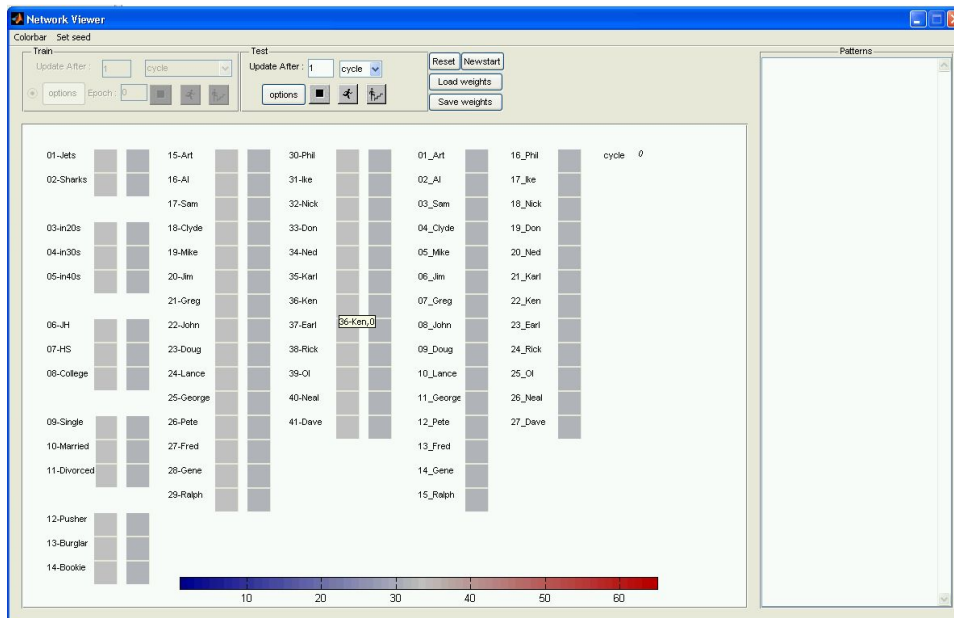 Network Viewer
Colorbar Set seed
Train Test Patterns
Update After : 1 cycle Update After : 1 cycle Reset Newstart
options Epoch : 0 options Load weights
Save weights
01-Jets 15-Art 30-Phil 01_Art 16_Phil cycle 0
02-Sharks 16-Al 31-Ike 02_Al 17_Ike
17-Sam 32-Nick 03_Sam 18_Nick
03-in20s 18-Clyde 33-Don 04_Clyde 19_Don
04-in30s 19-Mike 34-Ned 05_Mike 20_Ned
05-in40s 20-Jim 35-Karl 06_Jim 21_Karl
21-Greg 36-Ken 07_Greg 22_Ken
06-JH 22-John 37-Earl 36-Ken,0 08_John 23_Earl
07-HS 23-Doug 38-Rick 09_Doug 24_Rick
08-College 24-Lance 39-Ol 10_Lance 25_Ol
25-George 40-Neal 11_George 26_Neal
09-Single 26-Pete 41-Dave 12_Pete 27_Dave
10-Married 27-Fred 13_Fred
11-Divorced 28-Gene 14_Gene
29-Ralph 15_Ralph
12-Pusher
13-Burglar
14-Bookie
10 20 30 40 50 60